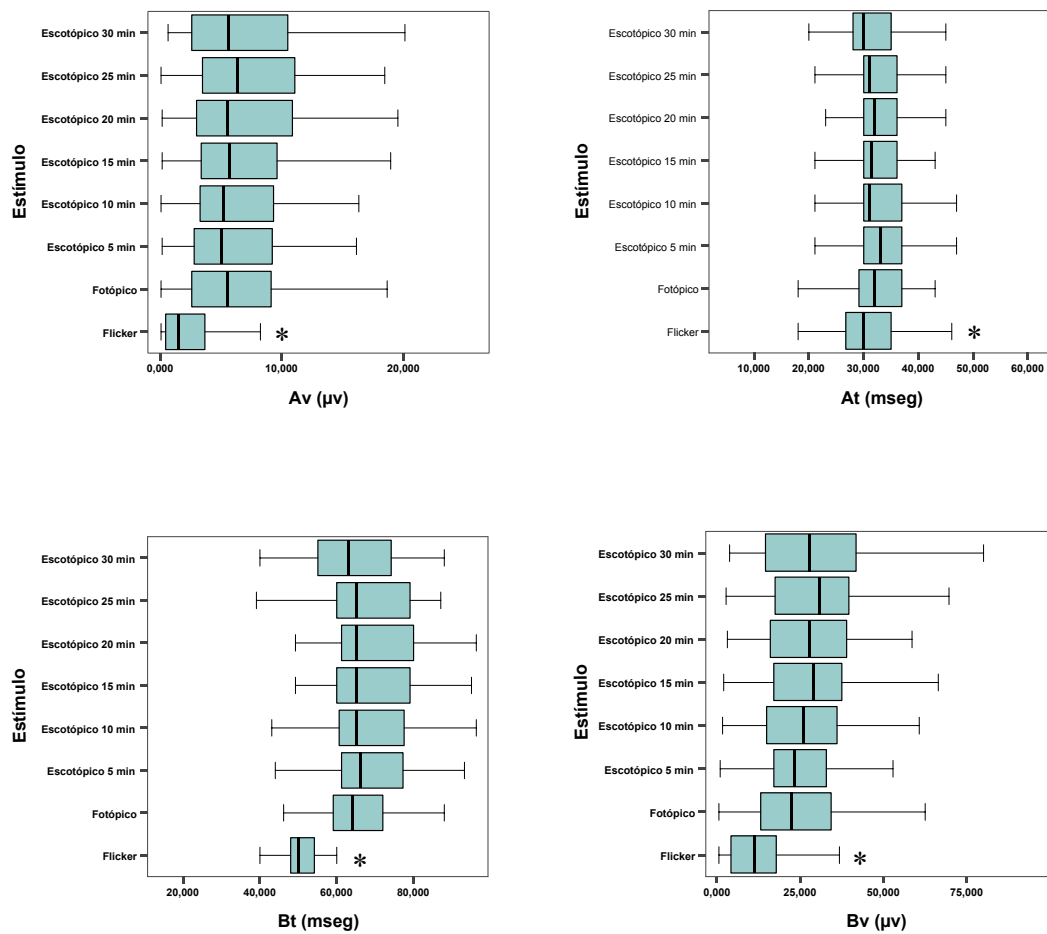 Escotópico 30 min
Escotópico 25 min
Escotópico 20 min
Escotópico 15 min
Escotópico 10 min
Escotópico 5 min
Fotópico
Flicker
Estímulo
*
0,000 10,000 20,000
Av (µv)
Escotópico 30 min
Escotópico 25 min
Escotópico 20 min
Escotópico 15 min
Escotópico 10 min
Escotópico 5 min
Fotópico
Flicker
Estímulo
*
10,000 20,000 30,000 40,000 50,000 60,000
At (mseg)
Escotópico 30 min
Escotópico 25 min
Escotópico 20 min
Escotópico 15 min
Escotópico 10 min
Escotópico 5 min
Fotópico
Flicker
Estímulo
*
20,000 40,000 60,000 80,000
Bt (mseg)
Escotópico 30 min
Escotópico 25 min
Escotópico 20 min
Escotópico 15 min
Escotópico 10 min
Escotópico 5 min
Fotópico
Flicker
Estímulo
*
0,000 25,000 50,000 75,000
Bv (µv)